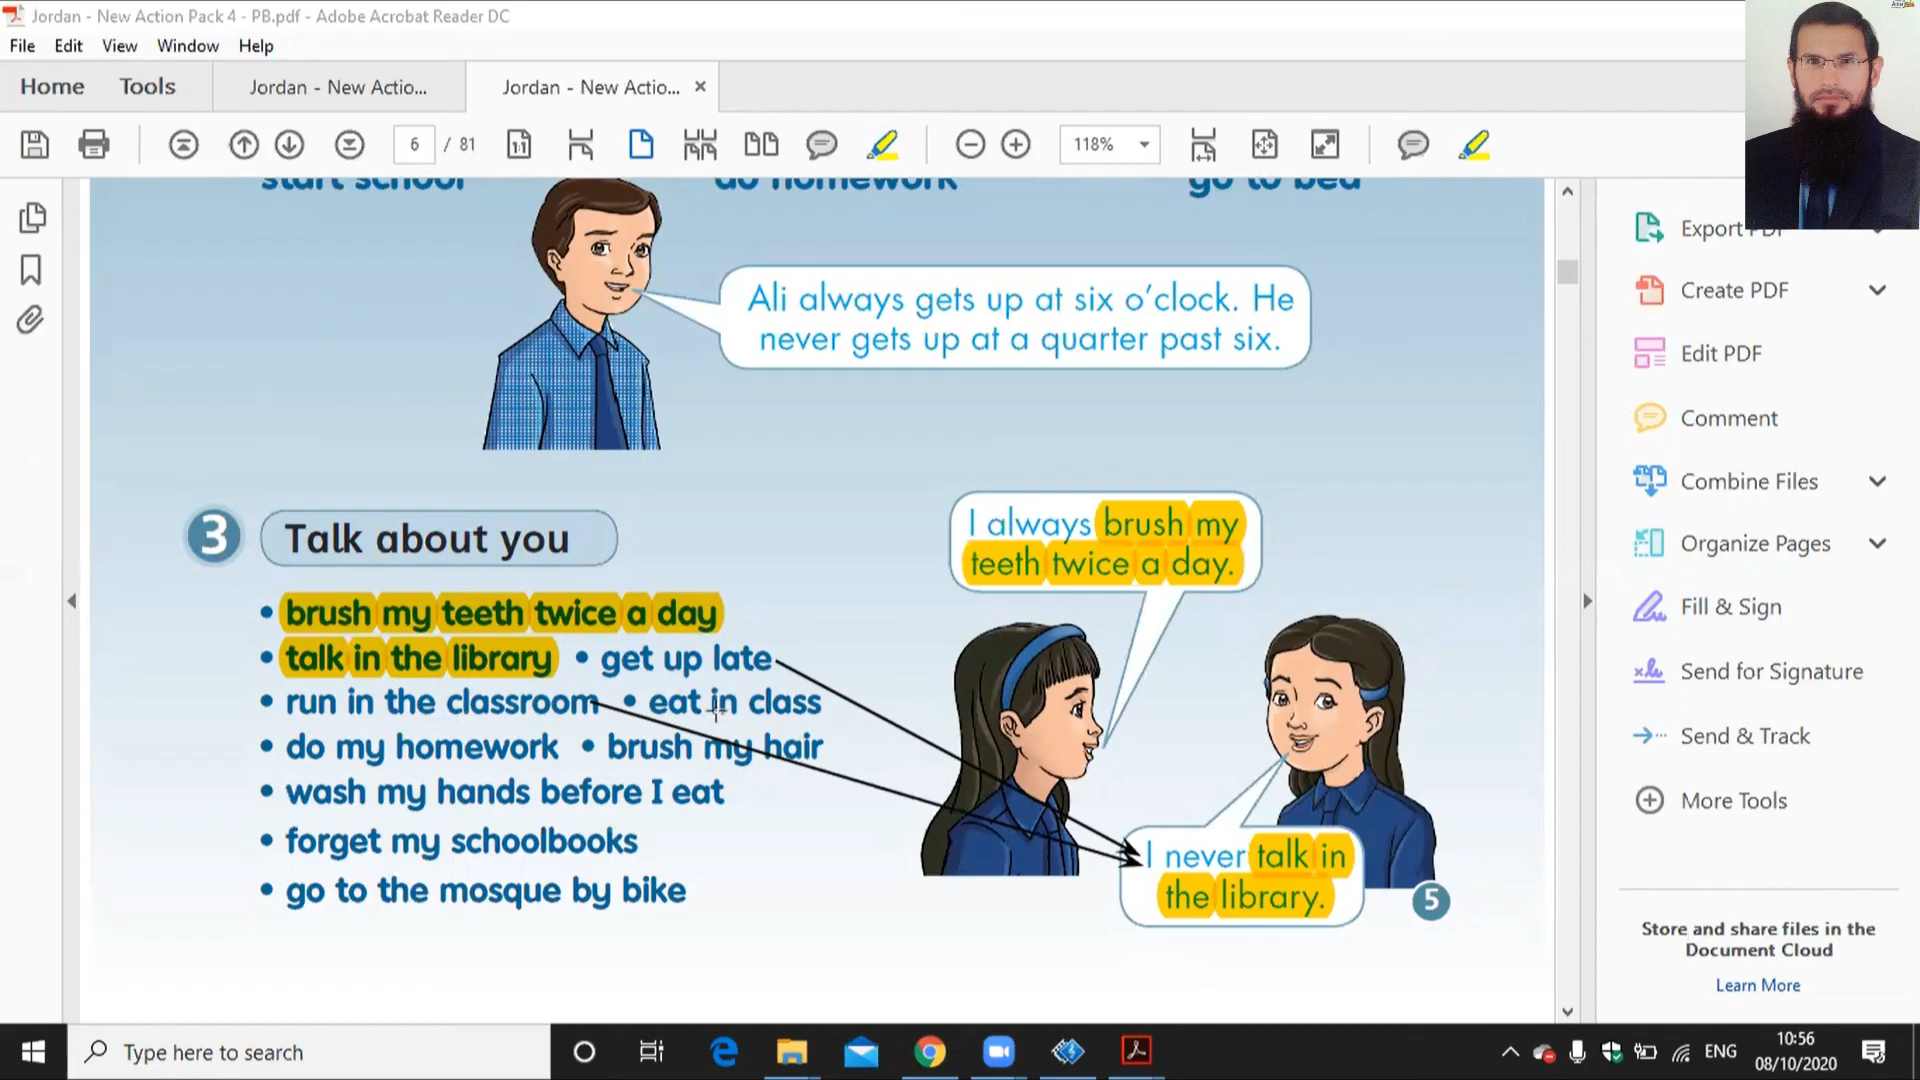 Jordan - New Action Pack 4 - PB.pdf - Adobe Acrobat Reader DC
File Edit View Window Help
Home Tools Jordan - New Actio... Jordan - New Actio... ×
6 / 81 118%
start school do homework go to bed
Ali always gets up at six o'clock. He
never gets up at a quarter past six.
3 Talk about you
I always brush my
teeth twice a day.
• brush my teeth twice a day
• talk in the library • get up late
• run in the classroom • eat in class
• do my homework • brush my hair
• wash my hands before I eat
• forget my schoolbooks
• go to the mosque by bike
I never talk in
the library.
5
Export PDF
Create PDF
Edit PDF
Comment
Combine Files
Organize Pages
Fill & Sign
Send for Signature
Send & Track
More Tools
Store and share files in the
Document Cloud
Learn More
Type here to search
ENG
10:56
08/10/2020